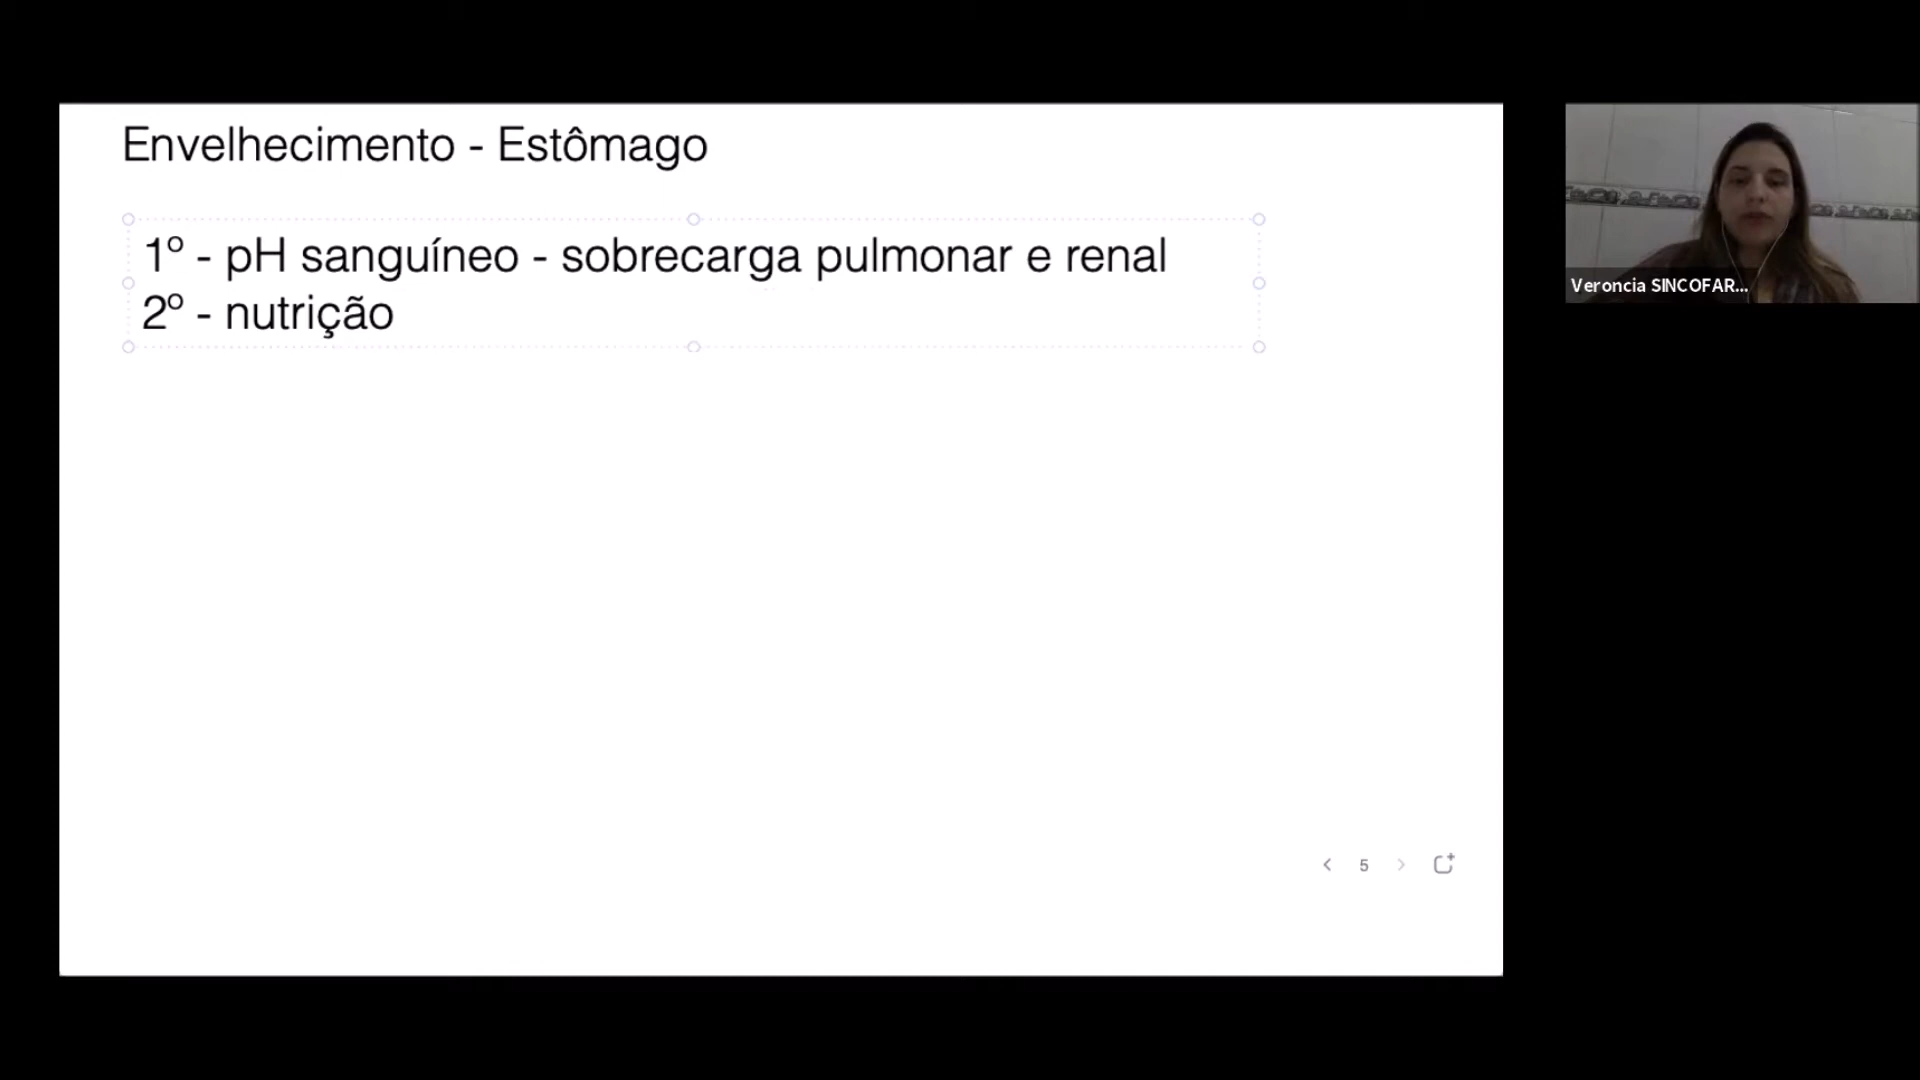 Envelhecimento - Estômago
1º - pH sanguíneo - sobrecarga pulmonar e renal
2º - nutrição
Veroncia SINCOFAR...
5